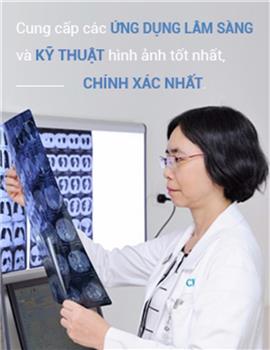 Cung cấp các ỨNG DỤNG LÂM SÀNG
và KỸ THUẬT hình ảnh tốt nhất,
CHÍNH XÁC NHẤT.